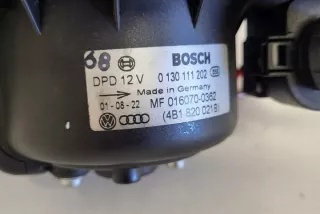 68 BOSCH
DPD 12 V 0 130 111 202
Made in Germany
01-08-22 MF 016070-0362
(4B1 820 021B)